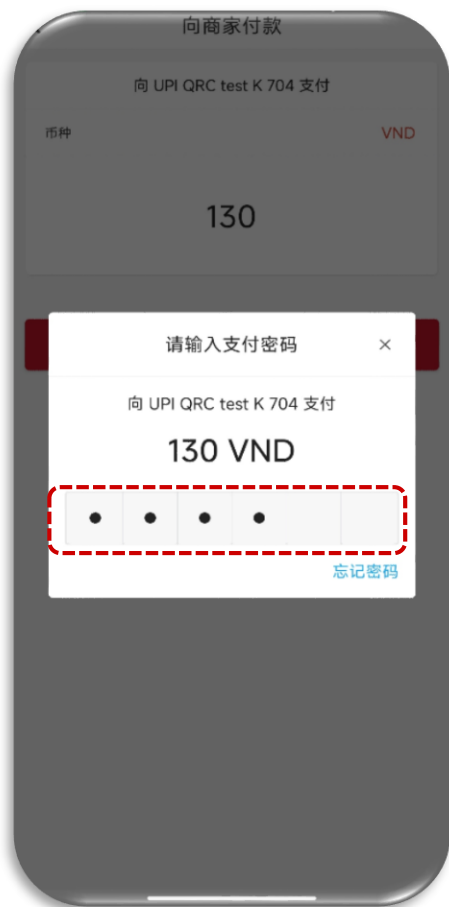 向商家付款
向 UPI QRC test K 704 支付
币种 VND
130
请输入支付密码 ×
向 UPI QRC test K 704 支付
130 VND
忘记密码